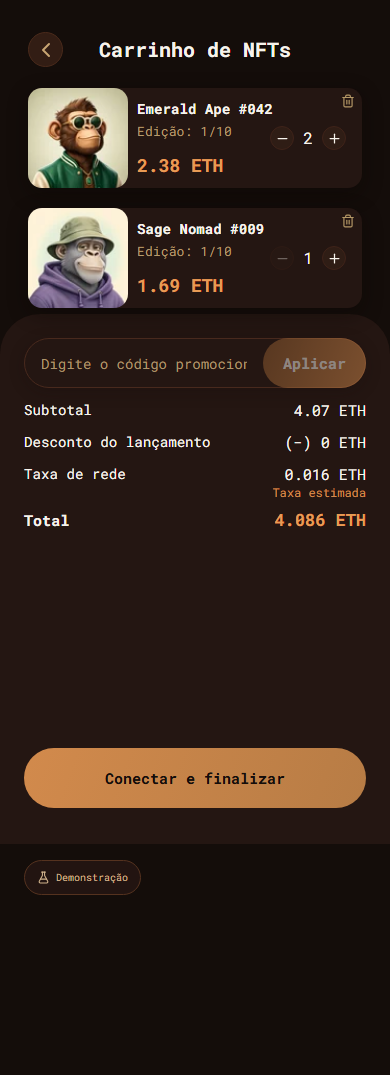 Carrinho de NFTs
Emerald Ape #042
Edição: 1/10
2
2.38 ETH
Sage Nomad #009
Edição: 1/10
1
1.69 ETH
Digite o código promocior
Aplicar
Subtotal 4.07 ETH
Desconto do lançamento (-) 0 ETH
Taxa de rede 0.016 ETH
Taxa estimada
Total 4.086 ETH
Conectar e finalizar
Demonstração